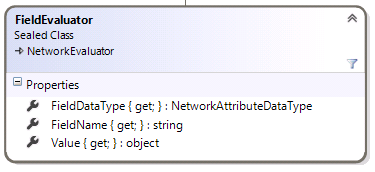 FieldEvaluator
Sealed Class
NetworkEvaluator
Properties
FieldDataType { get; } : NetworkAttributeDataType
FieldName { get; } : string
Value { get; } : object